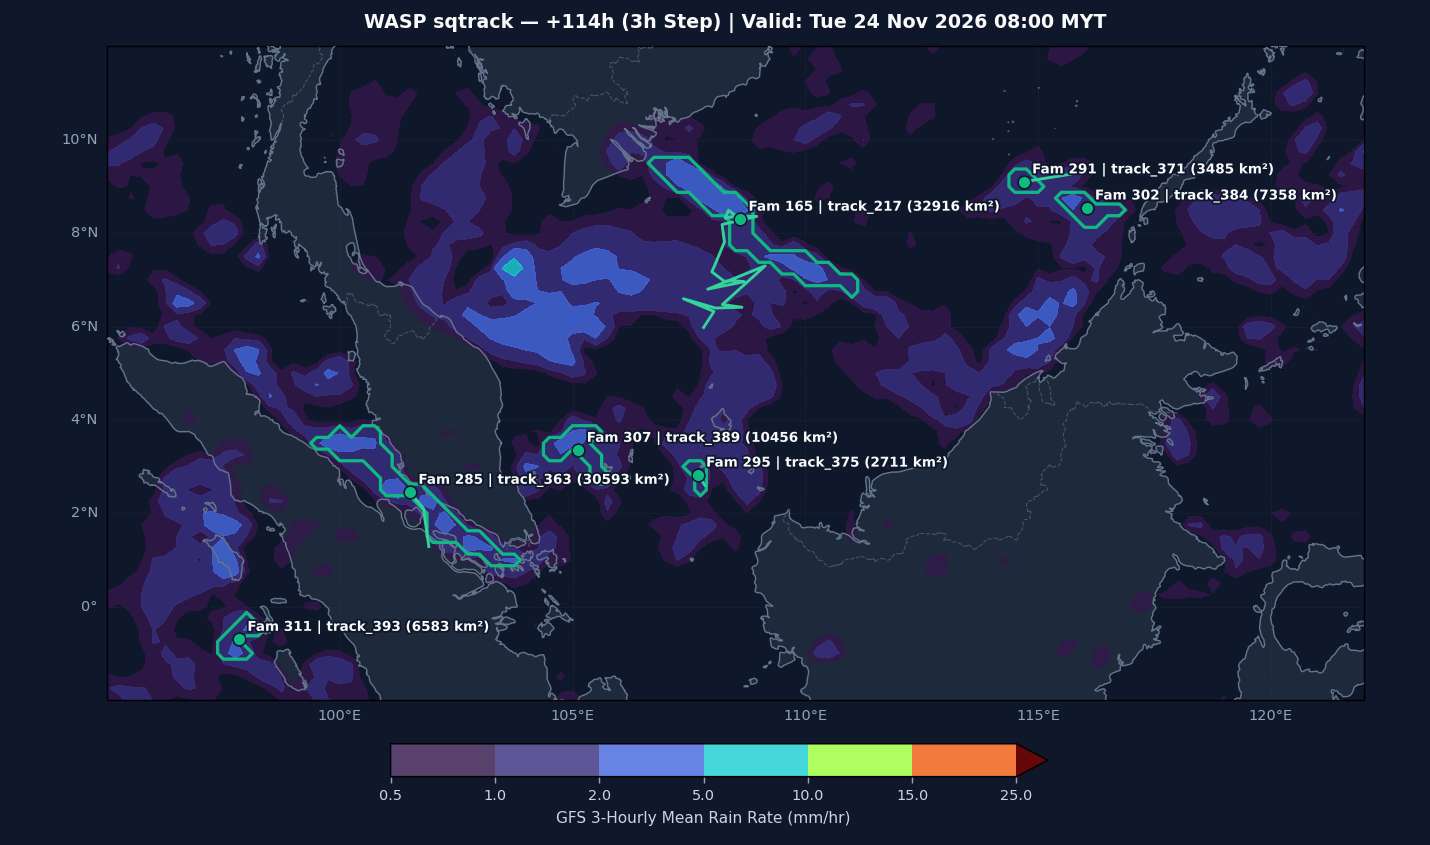 WASP sqtrack — +114h (3h Step) | Valid: Tue 24 Nov 2026 08:00 MYT
10°N
8°N
6°N
4°N
2°N
0°
Fam 291 | track_371 (3485 km²)
Fam 302 | track_384 (7358 km²)
Fam 165 | track_217 (32916 km²)
Fam 307 | track_389 (10456 km²)
Fam 295 | track_375 (2711 km²)
Fam 285 | track_363 (30593 km²)
Fam 311 | track_393 (6583 km²)
100°E 105°E 110°E 115°E 120°E
0.5 1.0 2.0 5.0 10.0 15.0 25.0
GFS 3-Hourly Mean Rain Rate (mm/hr)